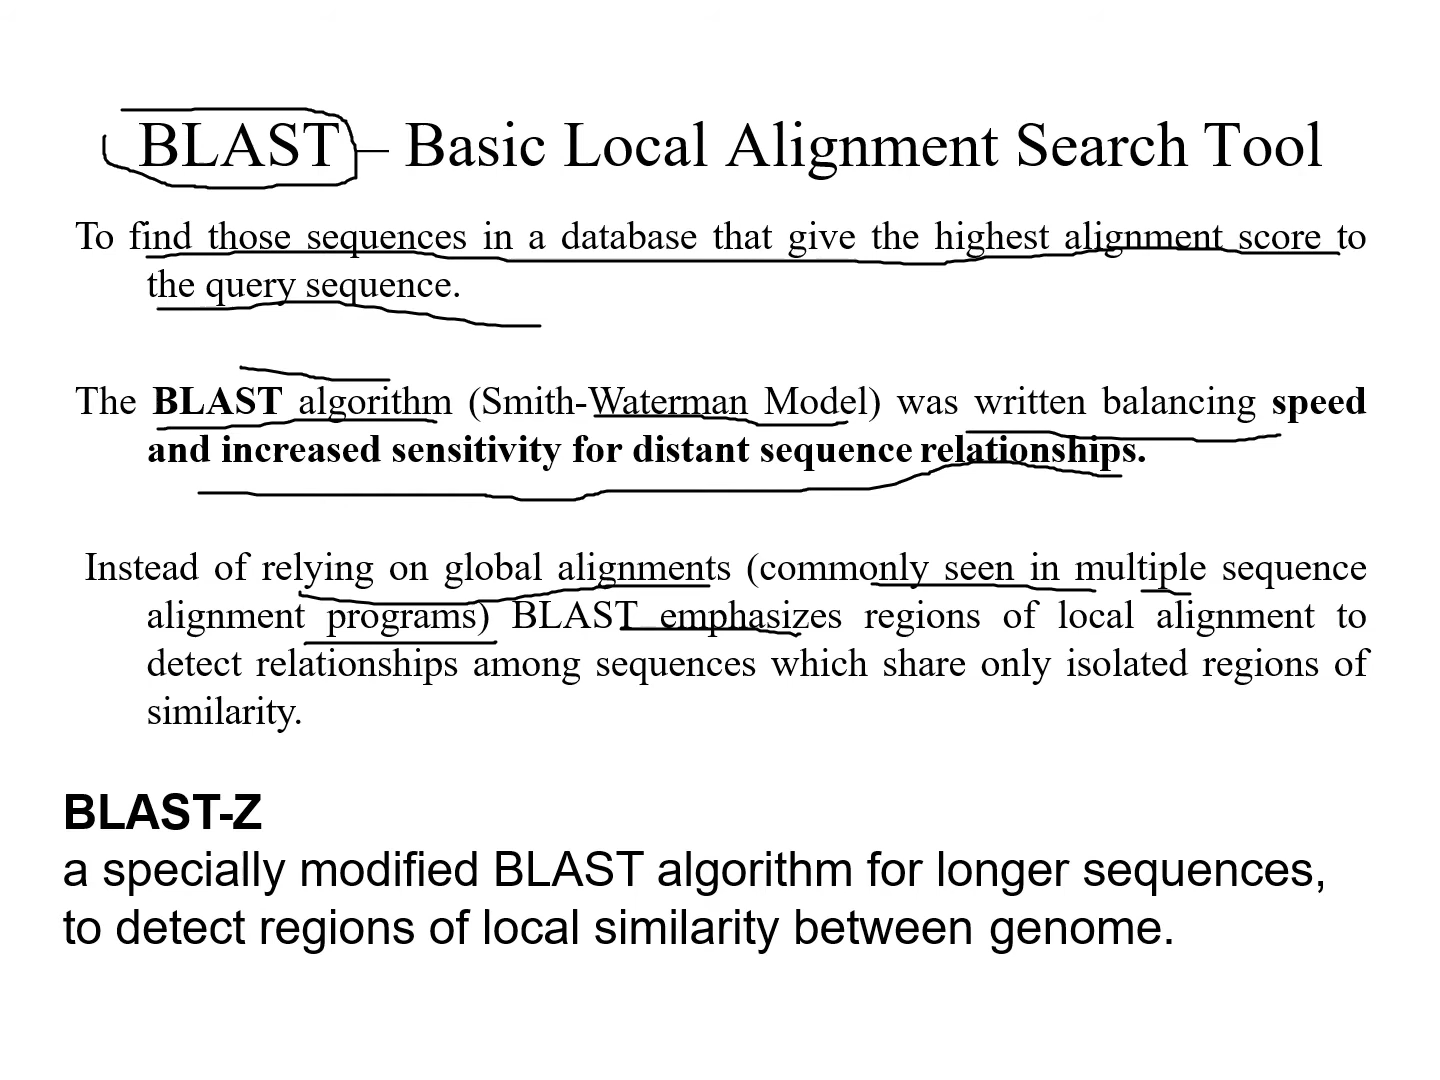 BLAST – Basic Local Alignment Search Tool
To find those sequences in a database that give the highest alignment score to
the query sequence.
The BLAST algorithm (Smith-Waterman Model) was written balancing speed
and increased sensitivity for distant sequence relationships.
Instead of relying on global alignments (commonly seen in multiple sequence
alignment programs) BLAST emphasizes regions of local alignment to
detect relationships among sequences which share only isolated regions of
similarity.
BLAST-Z
a specially modified BLAST algorithm for longer sequences,
to detect regions of local similarity between genome.